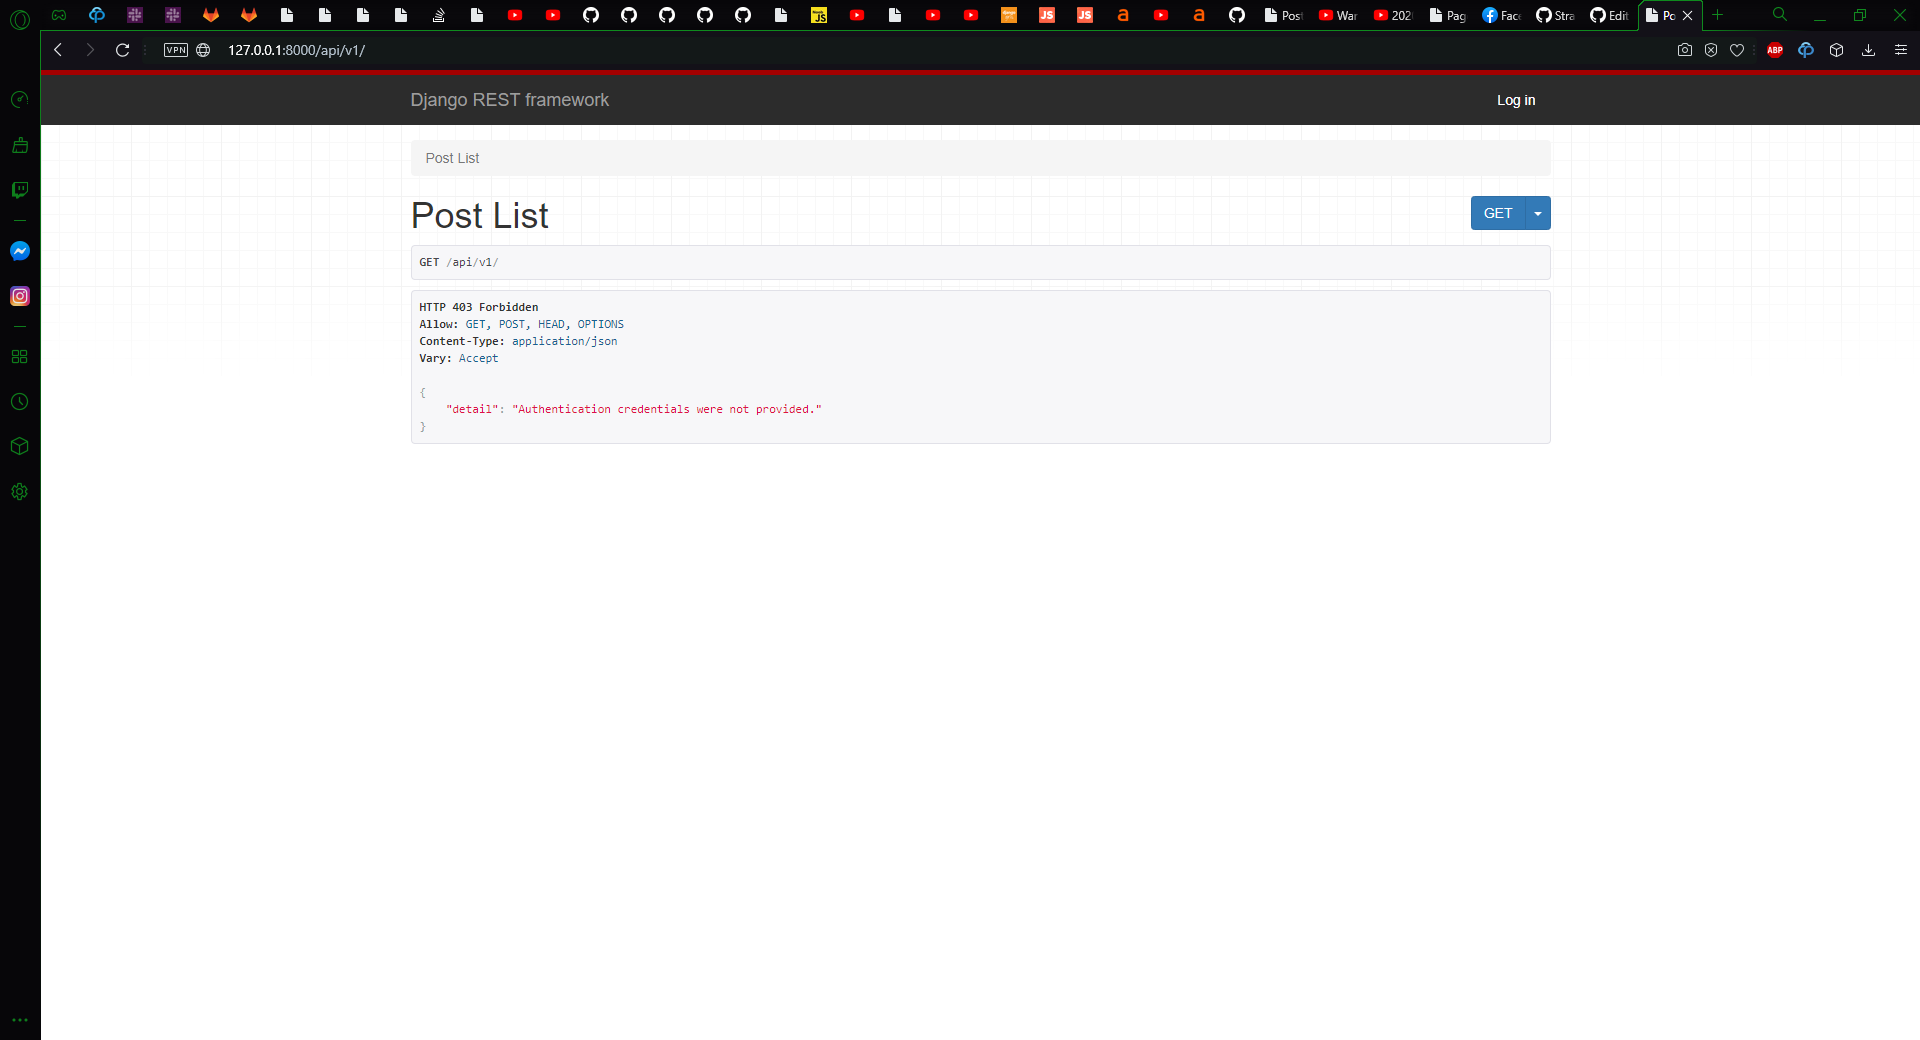 Post
War
202
Pag
Face
Stra
Edit
Po
VPN
127.0.0.1:8000/api/v1/
ABP
Django REST framework
Log in
Post List
Post List
GET
GET /api/v1/
HTTP 403 Forbidden
Allow: GET, POST, HEAD, OPTIONS
Content-Type: application/json
Vary: Accept
{
"detail": "Authentication credentials were not provided."
}